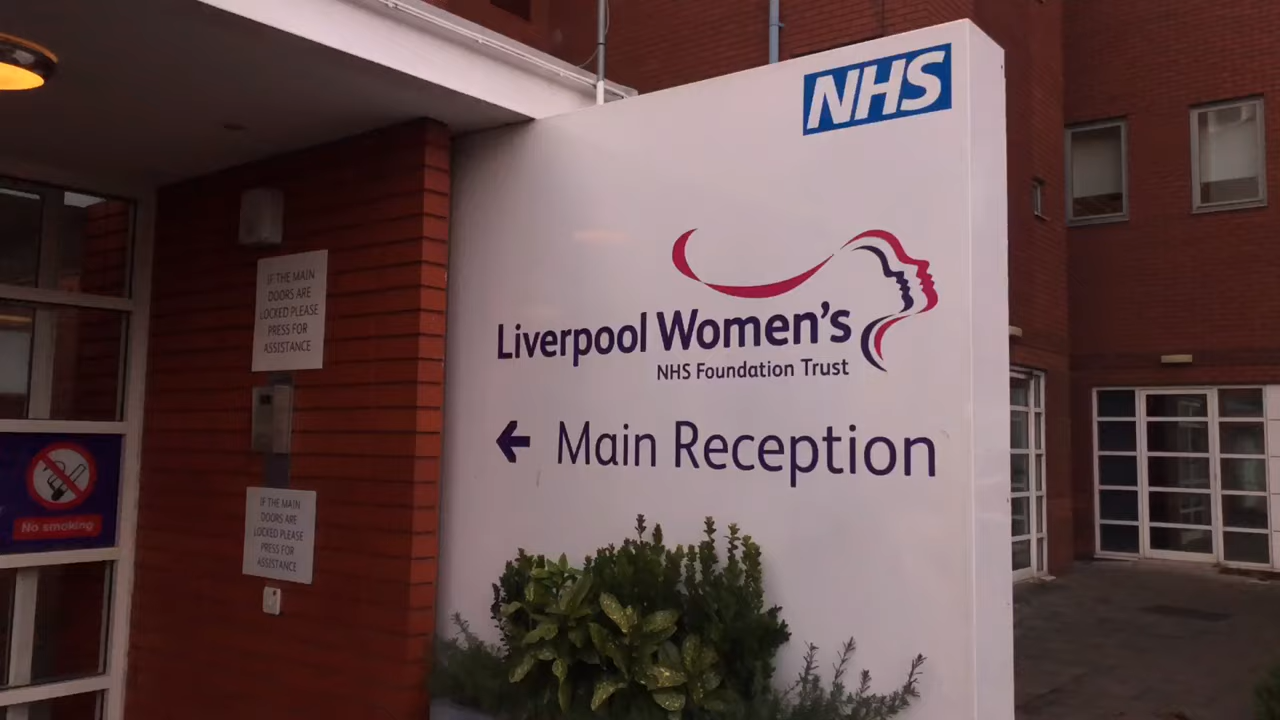 NHS
Liverpool Women's
NHS Foundation Trust
← Main Reception
IF THE MAIN
DOORS ARE
LOCKED PLEASE
PRESS FOR
ASSISTANCE
IF THE MAIN
DOORS ARE
LOCKED PLEASE
PRESS FOR
ASSISTANCE
No smoking